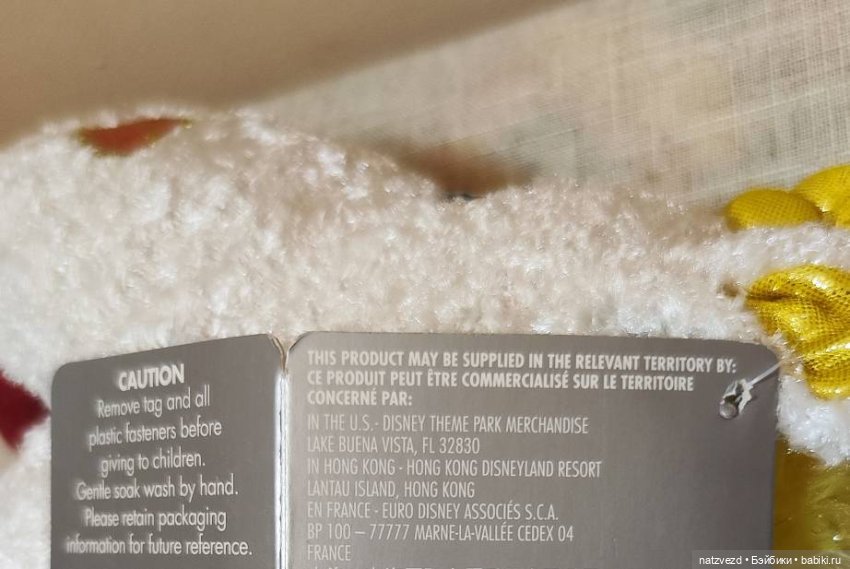 CAUTION
Remove tag and all
plastic fasteners before
giving to children.
Gentle soak wash by hand.
Please retain packaging
information for future reference.
THIS PRODUCT MAY BE SUPPLIED IN THE RELEVANT TERRITORY BY:
CE PRODUIT PEUT ÊTRE COMMERCIALISÉ SUR LE TERRITOIRE
CONCERNÉ PAR:
IN THE U.S.- DISNEY THEME PARK MERCHANDISE
LAKE BUENA VISTA, FL 32830
IN HONG KONG - HONG KONG DISNEYLAND RESORT
LANTAU ISLAND, HONG KONG
EN FRANCE - EURO DISNEY ASSOCIÉS S.C.A.
BP 100 – 77777 MARNE-LA-VALLÉE CEDEX 04
FRANCE
natzvezd • Бэйбики • babiki.ru